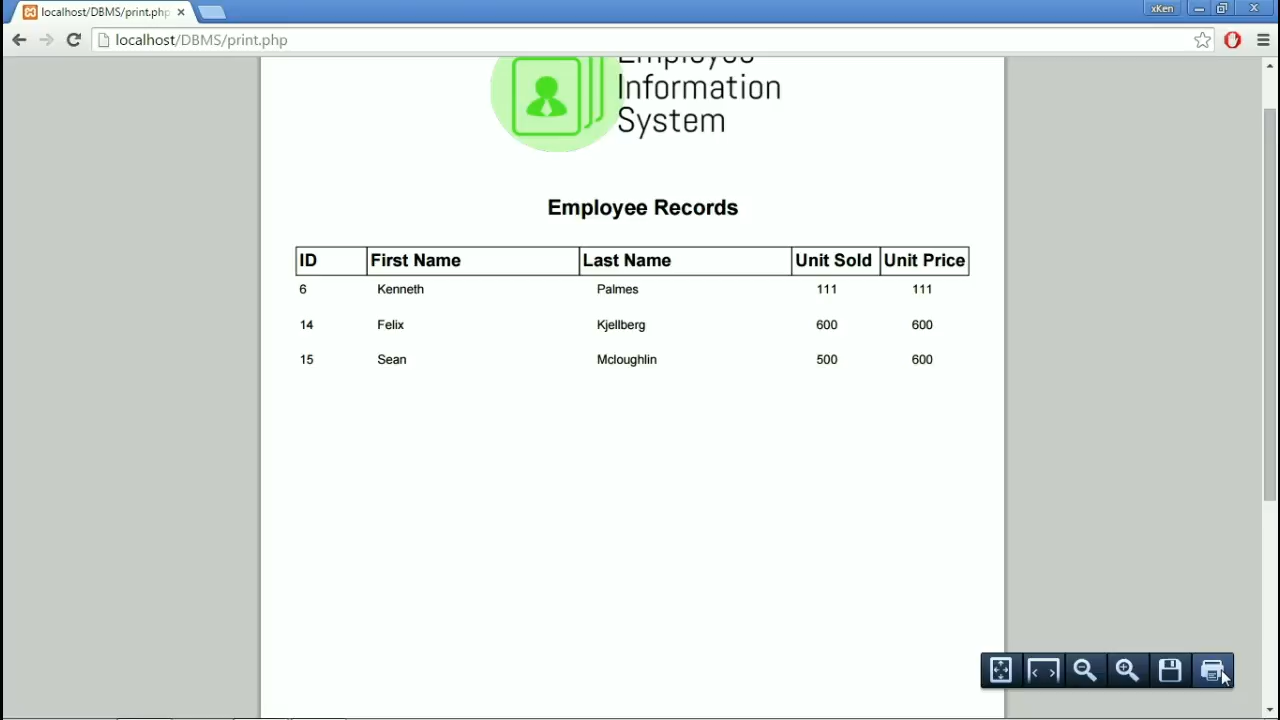 localhost/DBMS/print.php
xKen
localhost/DBMS/print.php
Employee
Information
System
Employee Records
ID First Name Last Name Unit Sold Unit Price
6 Kenneth Palmes 111 111
14 Felix Kjellberg 600 600
15 Sean Mcloughlin 500 600